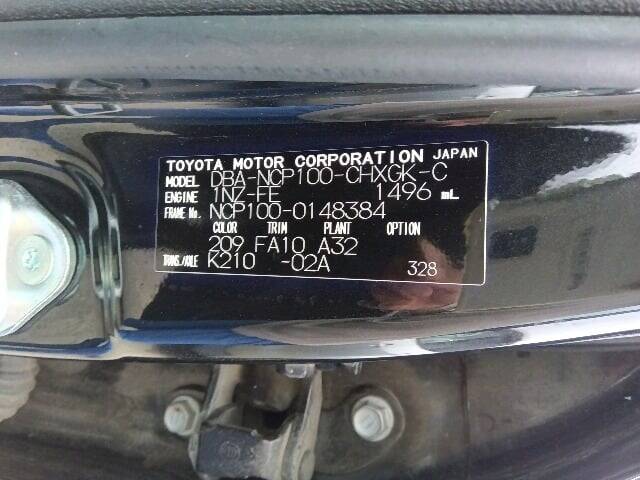 TOYOTA MOTOR CORPORATION JAPAN
MODEL DBA-NCP100-CHXGK-C
ENGINE 1NZ-FE 1496 mL
FRAME No. NCP100-0148384
COLOR TRIM PLANT OPTION
209 FA10 A32
TRANS./AXLE K210 -02A 328